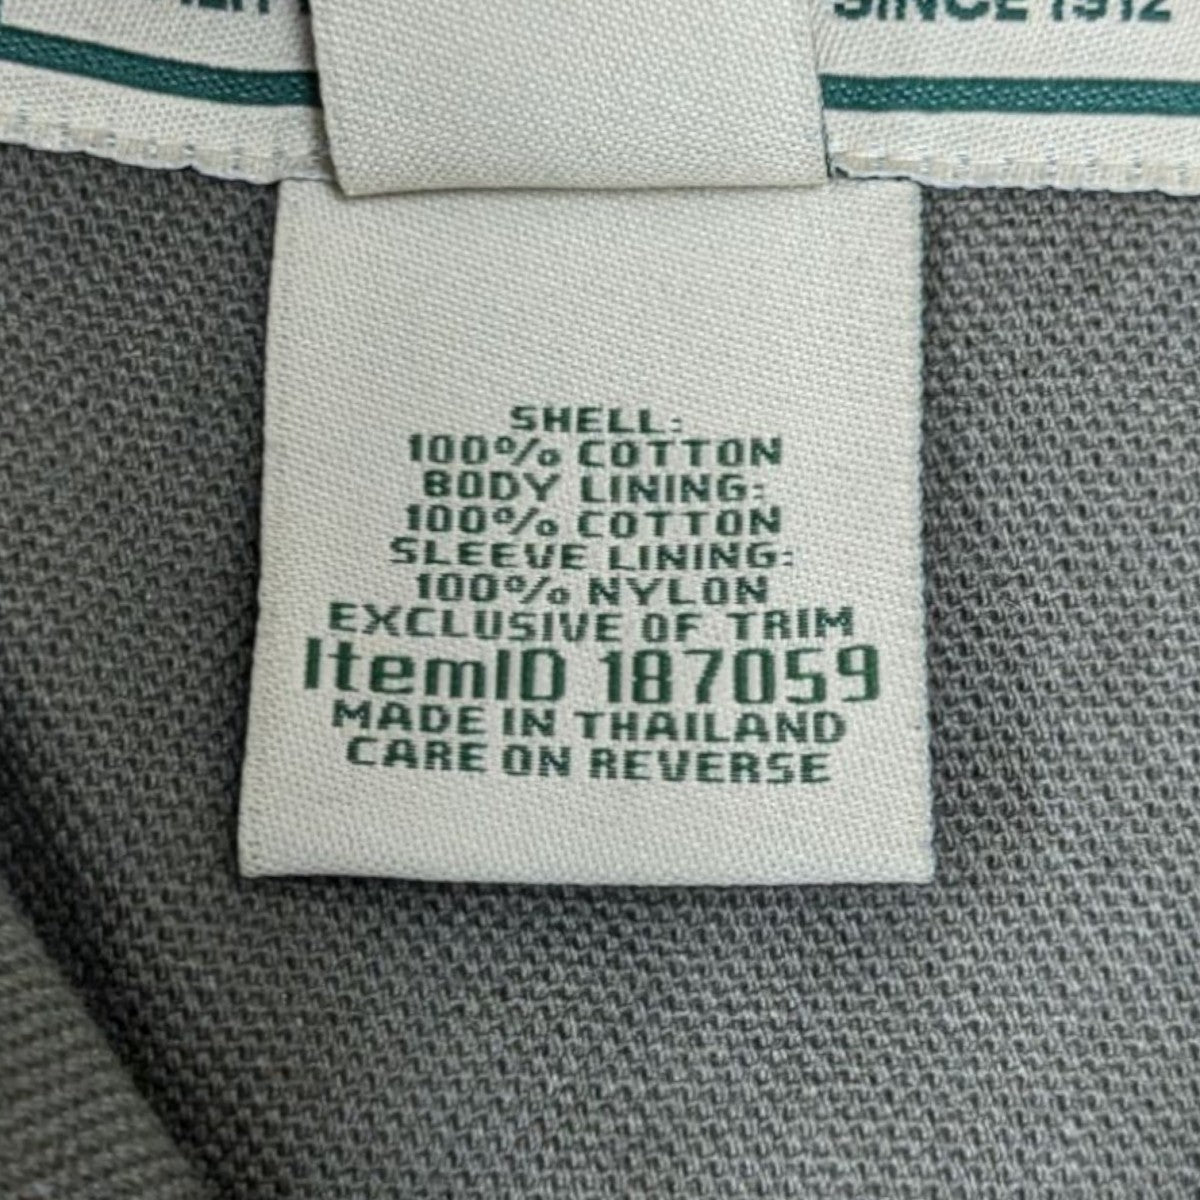 SINCE 1912
SHELL:
100% COTTON
BODY LINING:
100% COTTON
SLEEVE LINING:
100% NYLON
EXCLUSIVE OF TRIM
ItemID 187059
MADE IN THAILAND
CARE ON REVERSE